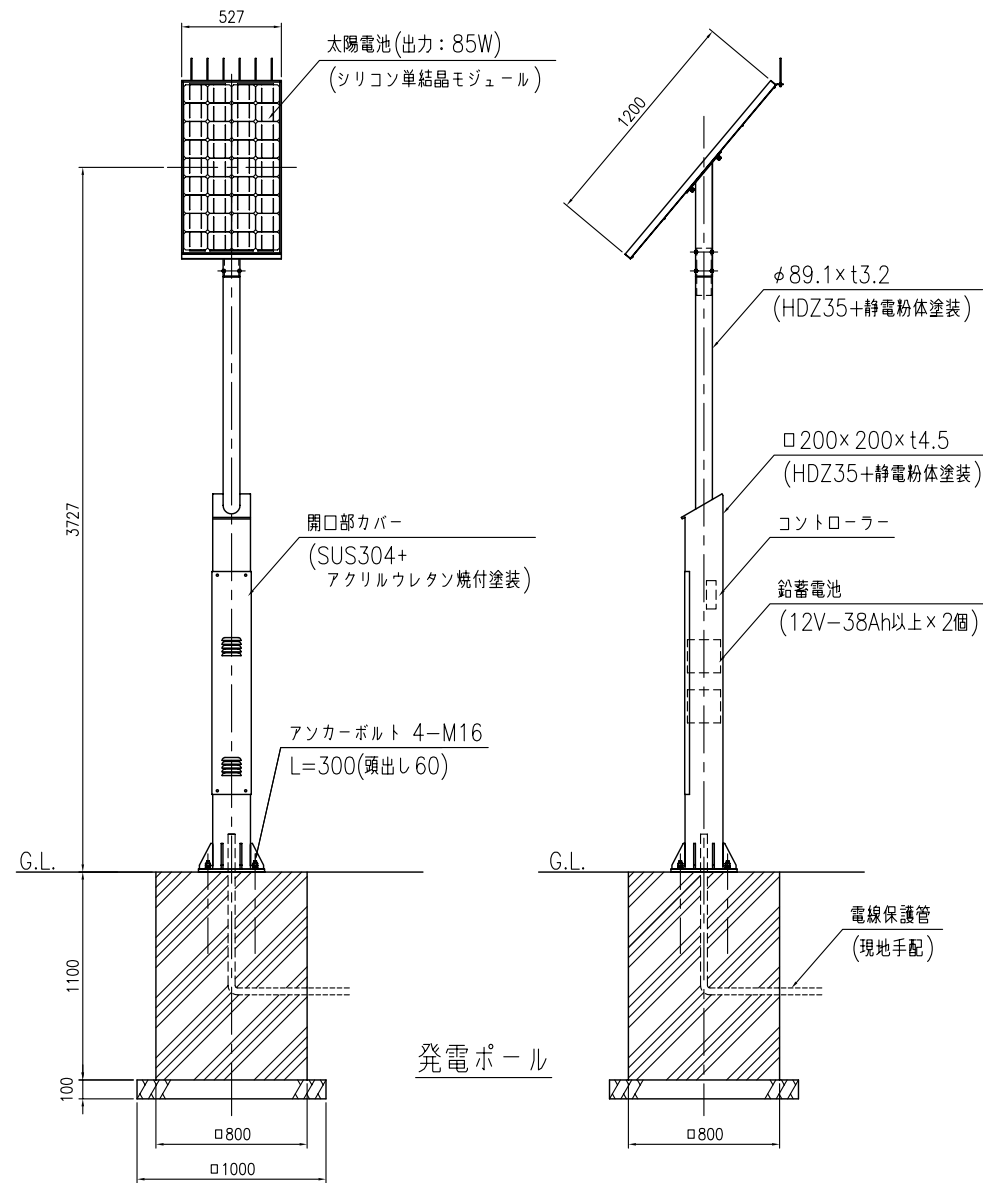 527
太陽電池(出力：85W)
(シリコン単結晶モジュール)
1200
φ89.1×t3.2
(HDZ35+静電粉体塗装)
□200×200×t4.5
(HDZ35+静電粉体塗装)
3727
開口部カバー
(SUS304+
アクリルウレタン焼付塗装)
コントローラー
鉛蓄電池
(12V-38Ah以上×2個)
アンカーボルト 4-M16
L=300(頭出し60)
G.L.
G.L.
電線保護管
(現地手配)
1100
発電ポール
100
□800
□800
□1000